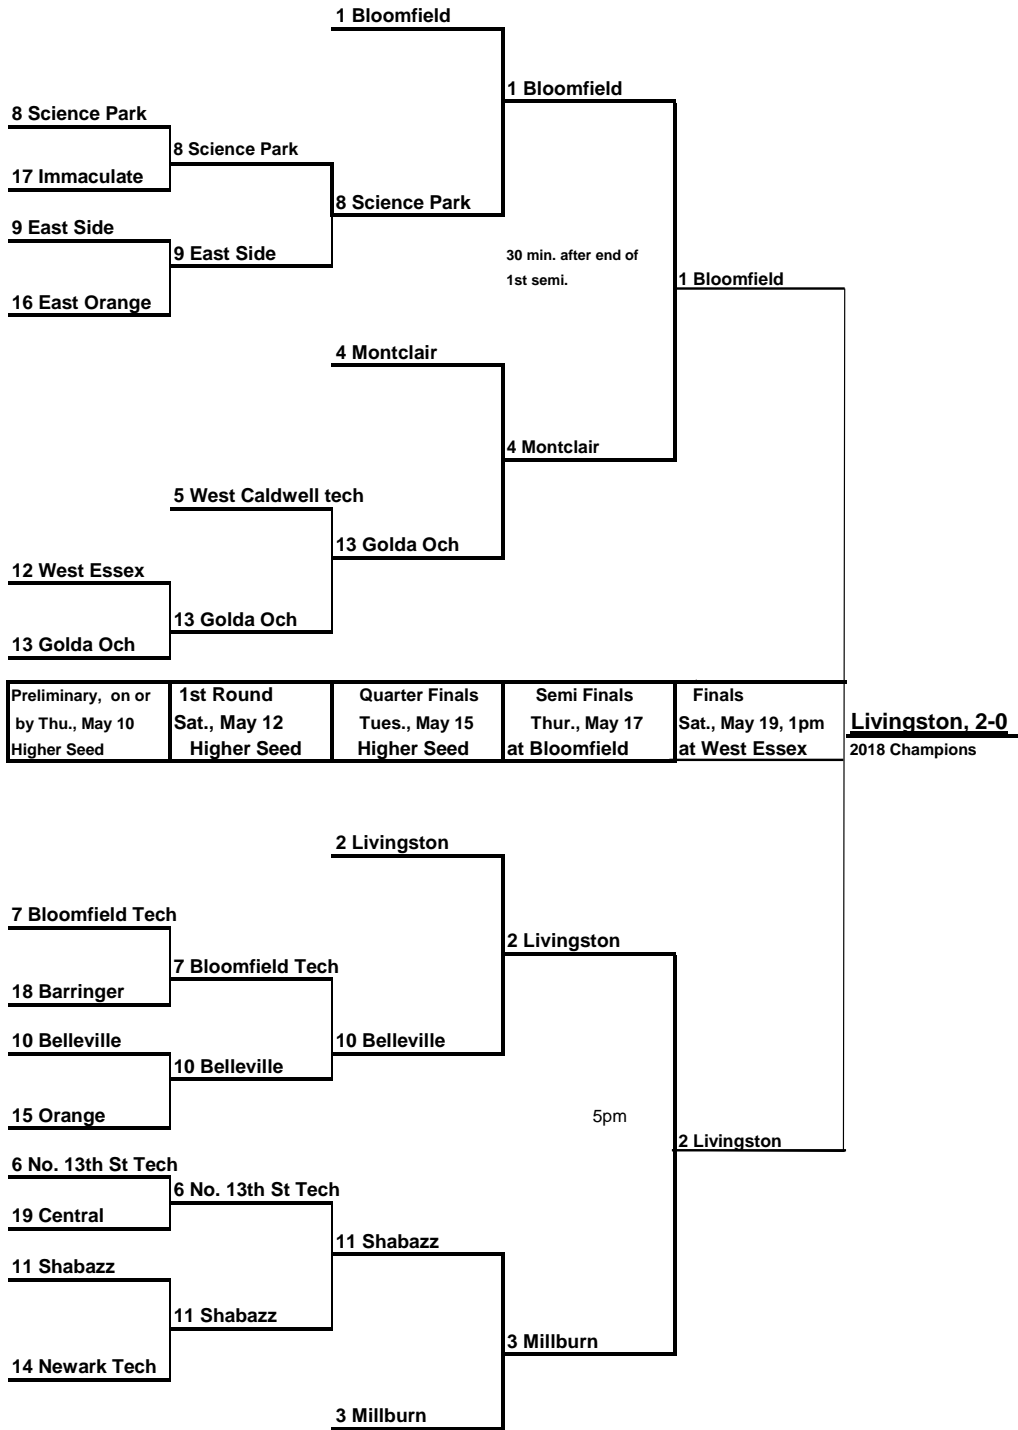 1 Bloomfield
1 Bloomfield
8 Science Park
8 Science Park
17 Immaculate
8 Science Park
9 East Side
9 East Side
30 min. after end of
1st semi.
1 Bloomfield
16 East Orange
4 Montclair
4 Montclair
5 West Caldwell tech
13 Golda Och
12 West Essex
13 Golda Och
13 Golda Och
Preliminary, on or
by Thu., May 10
Higher Seed
1st Round
Sat., May 12
Higher Seed
Quarter Finals
Tues., May 15
Higher Seed
Semi Finals
Thur., May 17
at Bloomfield
Finals
Sat., May 19, 1pm
at West Essex
Livingston, 2-0
2018 Champions
2 Livingston
7 Bloomfield Tech
2 Livingston
7 Bloomfield Tech
18 Barringer
10 Belleville
10 Belleville
10 Belleville
15 Orange
5pm
2 Livingston
6 No. 13th St Tech
6 No. 13th St Tech
19 Central
11 Shabazz
11 Shabazz
11 Shabazz
3 Millburn
14 Newark Tech
3 Millburn